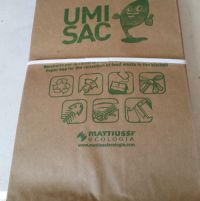 UMI
SAC
Paper bag for the collection of food waste in the kitchen
MATTIUSSI
ECOLOGIA
www.mattiussiecologia.com